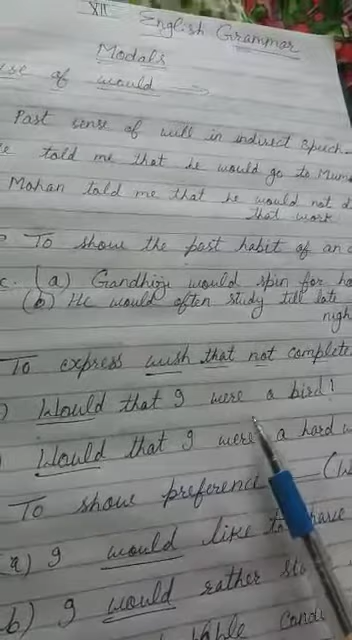 XII
English Grammar
Modals
of would
Past sense of will in indirect speech
told me that he would go to
Mohan told me that he would not
that work
To show the past habit of an
(a) Gandhiji would spin for
(b) He would often study till late
nigh
To express wish that not complete
Would that I were a bird!
Would that I were a hard
To show preference
(a) I would like to have
b) I would rather